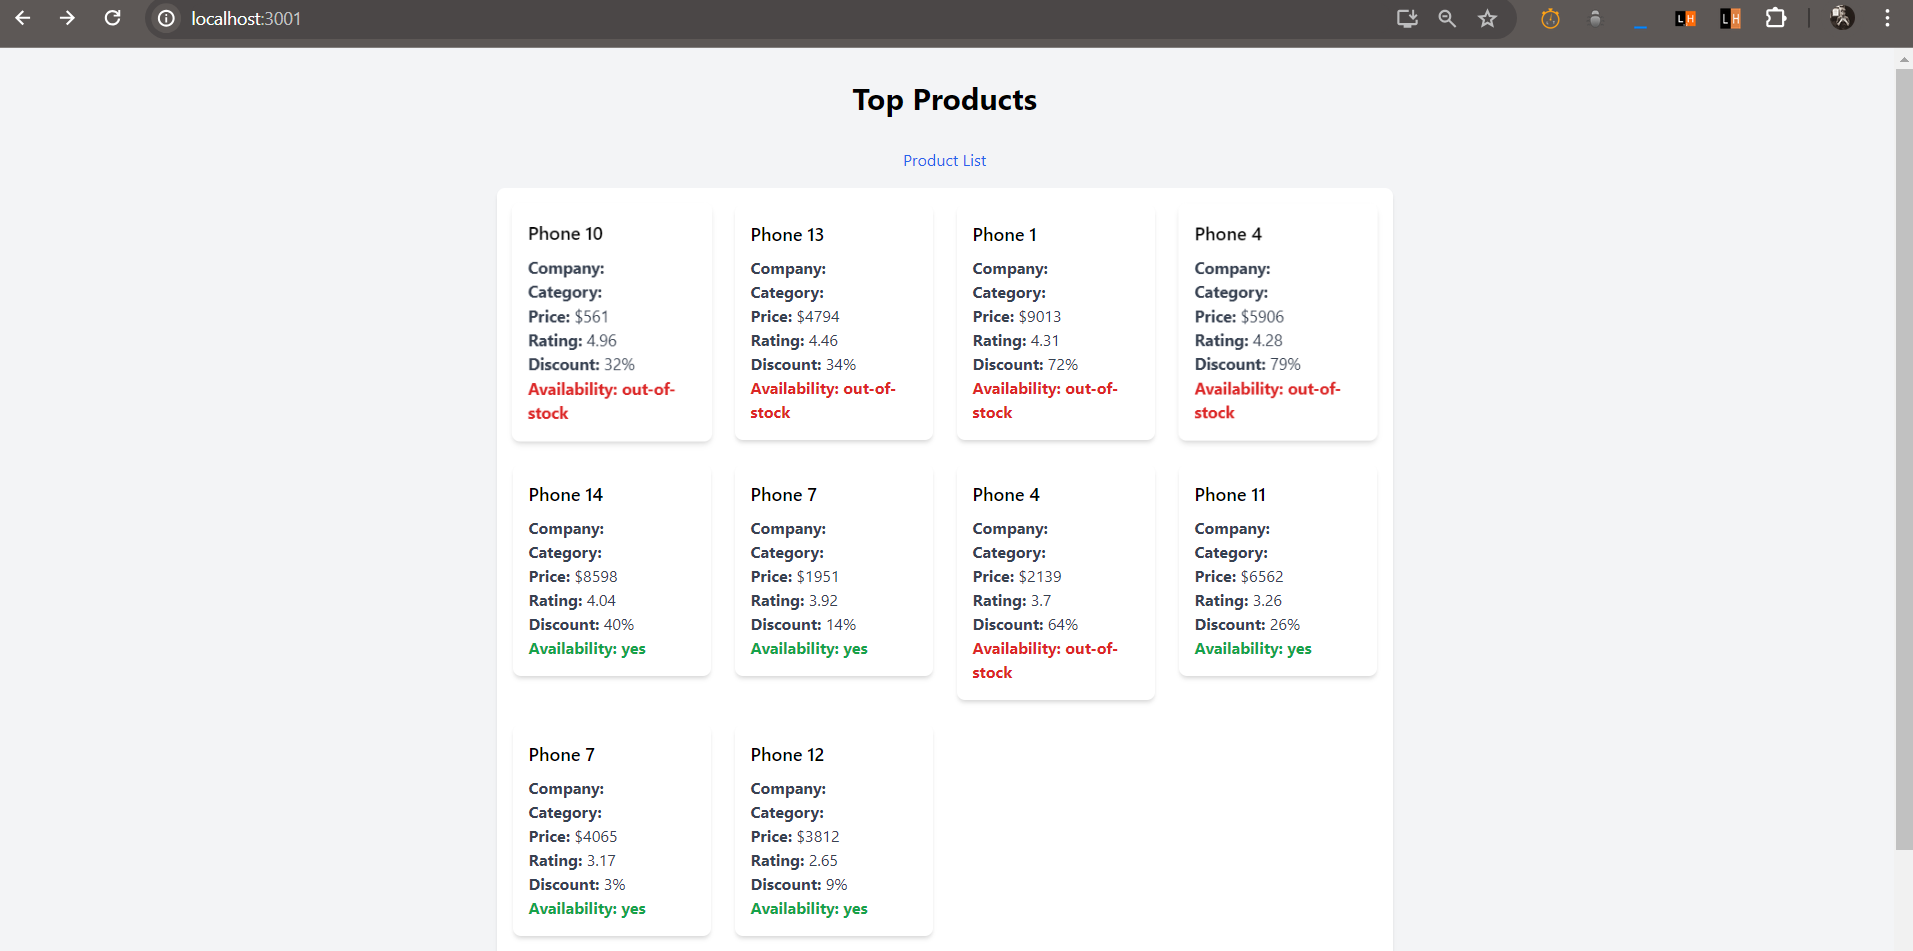 localhost:3001
LH
LH
Top Products
Product List
Phone 10
Company:
Category:
Price: $561
Rating: 4.96
Discount: 32%
Availability: out-of-
stock
Phone 13
Company:
Category:
Price: $4794
Rating: 4.46
Discount: 34%
Availability: out-of-
stock
Phone 1
Company:
Category:
Price: $9013
Rating: 4.31
Discount: 72%
Availability: out-of-
stock
Phone 4
Company:
Category:
Price: $5906
Rating: 4.28
Discount: 79%
Availability: out-of-
stock
Phone 14
Company:
Category:
Price: $8598
Rating: 4.04
Discount: 40%
Availability: yes
Phone 7
Company:
Category:
Price: $1951
Rating: 3.92
Discount: 14%
Availability: yes
Phone 4
Company:
Category:
Price: $2139
Rating: 3.7
Discount: 64%
Availability: out-of-
stock
Phone 11
Company:
Category:
Price: $6562
Rating: 3.26
Discount: 26%
Availability: yes
Phone 7
Company:
Category:
Price: $4065
Rating: 3.17
Discount: 3%
Availability: yes
Phone 12
Company:
Category:
Price: $3812
Rating: 2.65
Discount: 9%
Availability: yes